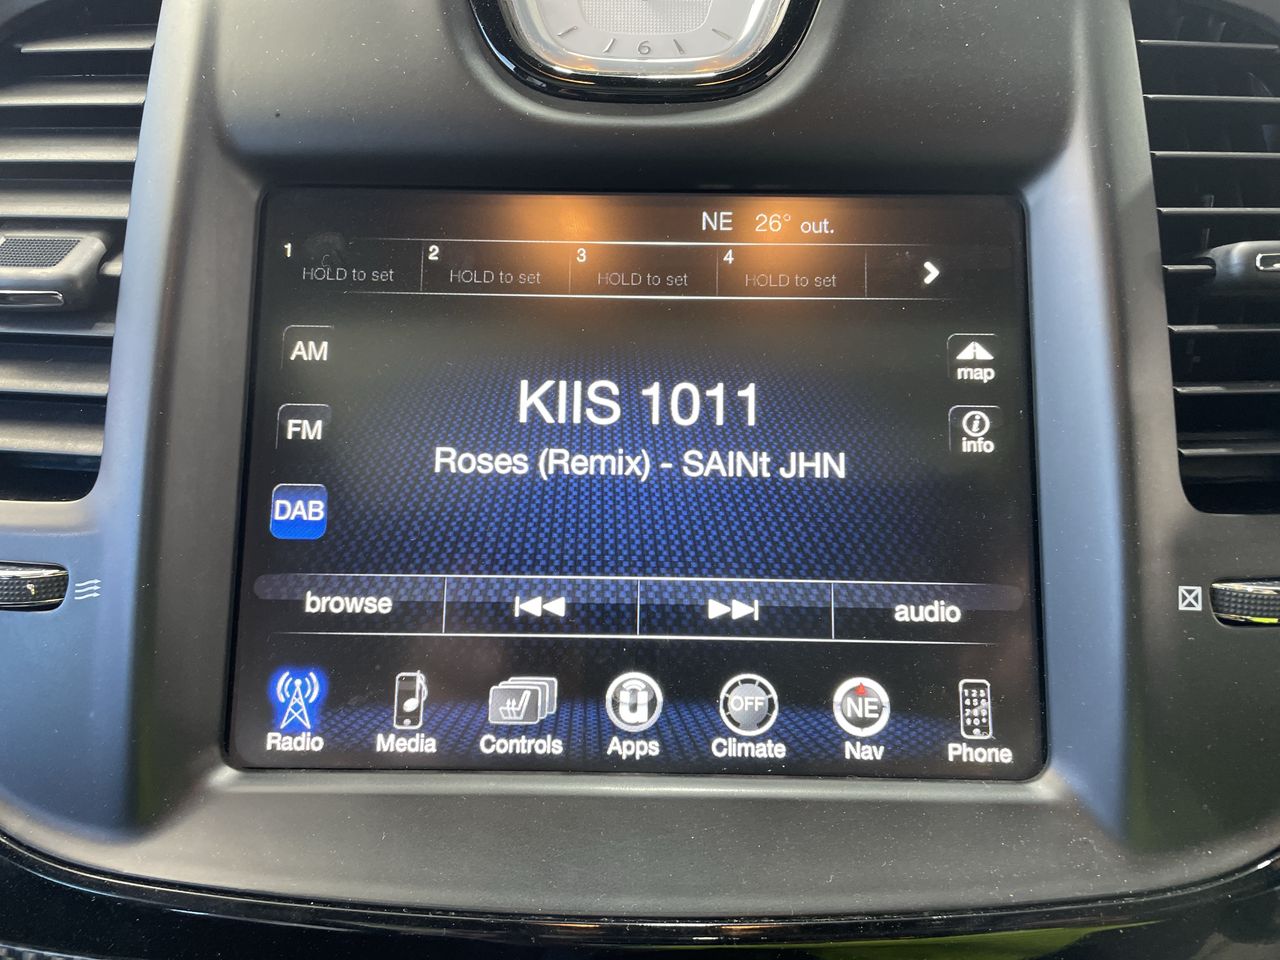 6
NE 26° out.
1 HOLD to set 2 HOLD to set 3 HOLD to set 4 HOLD to set
AM
map
KIIS 1011
FM
info
Roses (Remix) - SAINt JHN
DAB
browse audio
OFF NE
Radio Media Controls Apps Climate Nav Phone